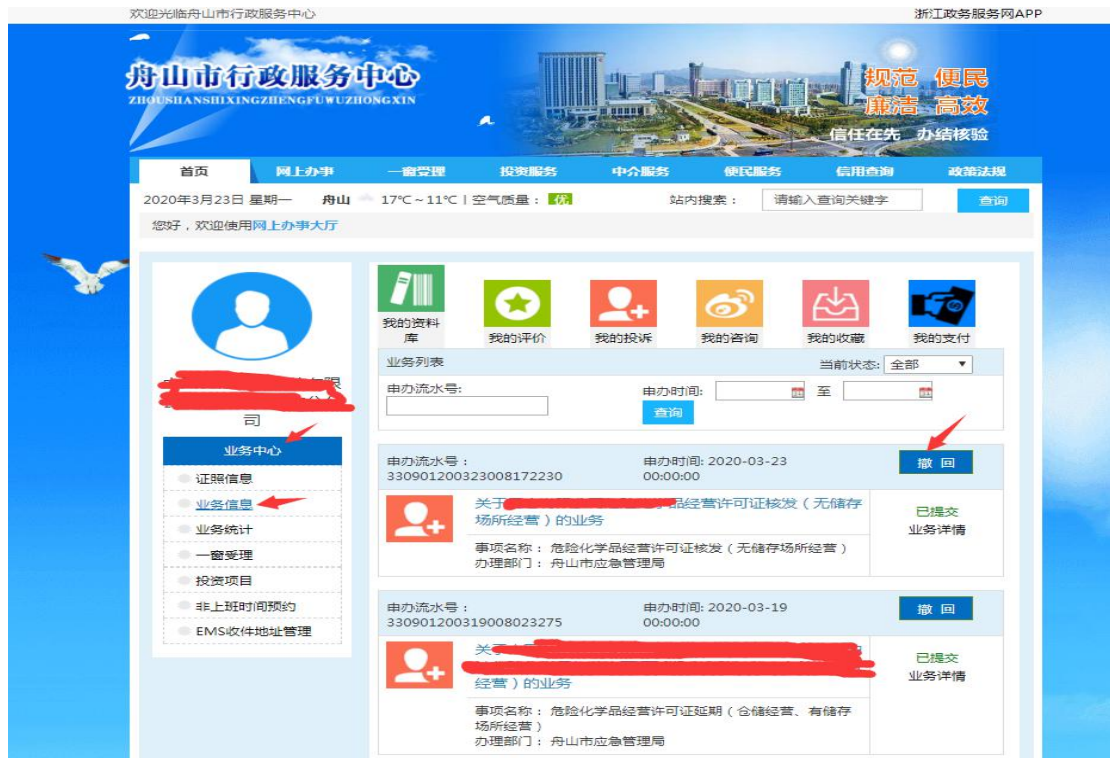 欢迎光临舟山市行政服务中心
浙江政务服务网APP
舟山市行政服务中心
ZHOUSHANSHIXINGZHENGFUWUZHONGXIN
规范 便民
廉洁 高效
信任在先 办结核验
首页 网上办事 一窗受理 投资服务 中介服务 便民服务 信用查询 政策法规
2020年3月23日 星期一 舟山 17℃~11℃ | 空气质量： 优 站内搜索： 请输入查询关键字 查询
您好，欢迎使用网上办事大厅
我的资料库
我的评价
我的投诉
我的咨询
我的收藏
我的支付
司
业务中心
证照信息
业务信息
业务统计
一窗受理
投资项目
非上班时间预约
EMS收件地址管理
业务列表 当前状态: 全部
申办流水号: 申办时间: 至
查询
申办流水号： 申办时间: 2020-03-23 撤 回
330901200323008172230 00:00:00
关于 品经营许可证核发（无储存
场所经营）的业务
已提交
业务详情
事项名称： 危险化学品经营许可证核发（无储存场所经营）
办理部门： 舟山市应急管理局
申办流水号： 申办时间: 2020-03-19 撤 回
330901200319008023275 00:00:00
经营）的业务
已提交
业务详情
事项名称： 危险化学品经营许可证延期（仓储经营、有储存
场所经营）
办理部门： 舟山市应急管理局